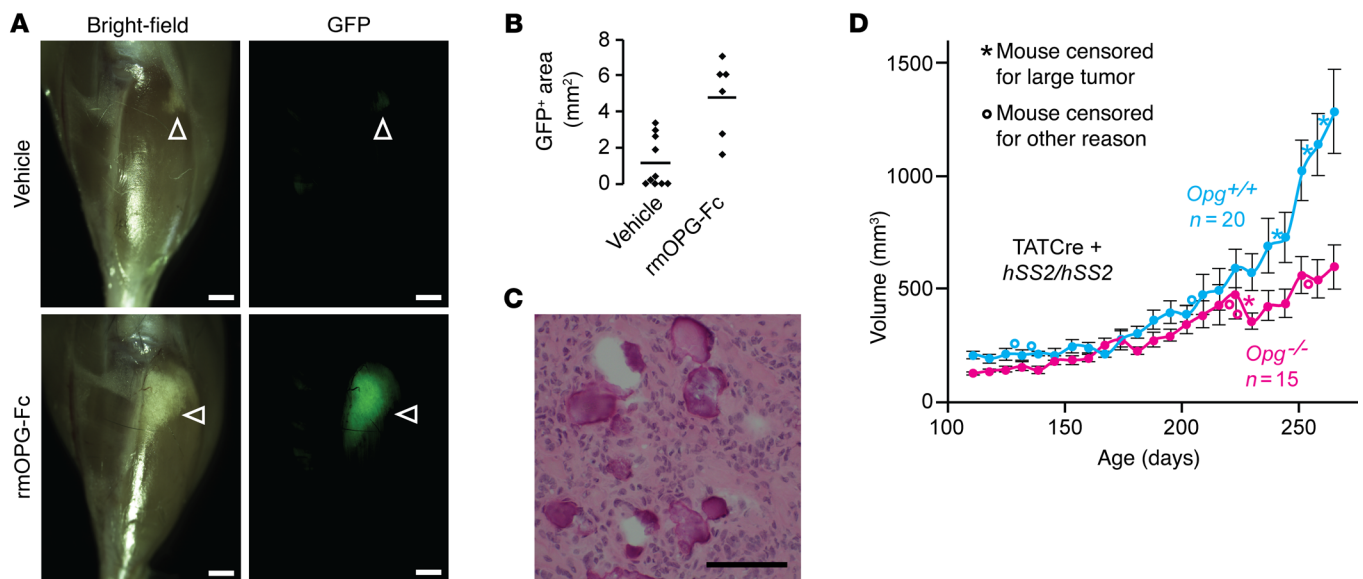 A
Bright-field
GFP
Vehicle
rmOPG-Fc
B
GFP⁺ area
(mm²)
8
6
4
2
0
Vehicle
rmOPG-Fc
C
D
* Mouse censored
for large tumor
Mouse censored
for other reason
Volume (mm³)
1500
1000
500
0
Opg⁺/⁺
n = 20
TATCre +
hSS2/hSS2
Opg⁻/⁻
n = 15
100
150
200
250
Age (days)